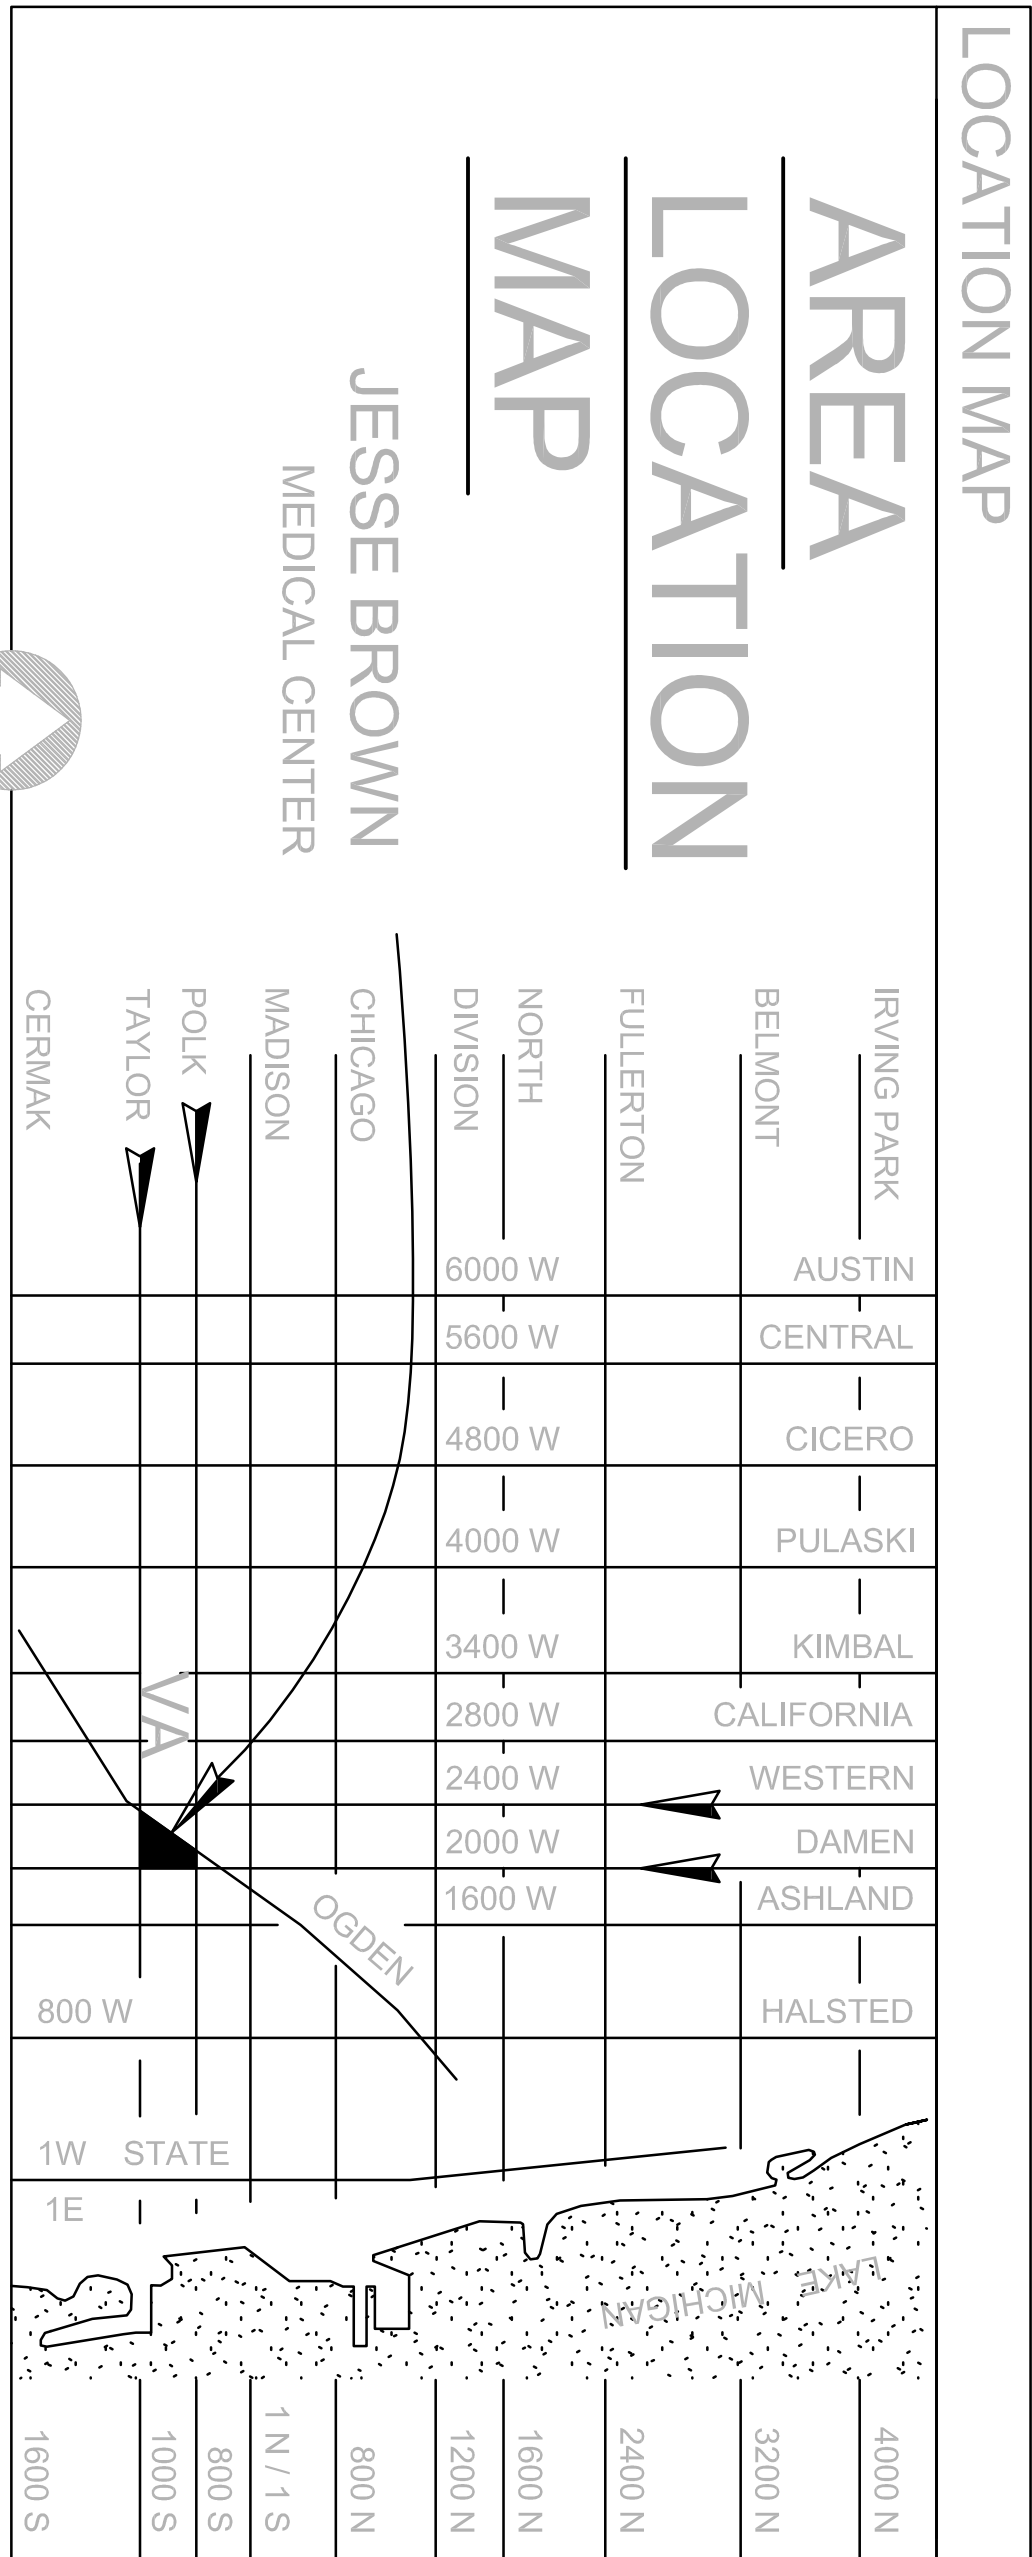 LOCATION MAP
AREA
LOCATION
MAP
JESSE BROWN
MEDICAL CENTER
IRVING PARK
BELMONT
FULLERTON
NORTH
DIVISION
CHICAGO
MADISON
POLK
TAYLOR
CERMAK
6000 W AUSTIN
5600 W CENTRAL
4800 W CICERO
4000 W PULASKI
3400 W KIMBAL
2800 W CALIFORNIA
2400 W WESTERN
2000 W DAMEN
1600 W ASHLAND
800 W HALSTED
VA
OGDEN
1W STATE
1E
LAKE MICHIGAN
4000 N
3200 N
2400 N
1600 N
1200 N
800 N
1 N / 1 S
800 S
1000 S
1600 S